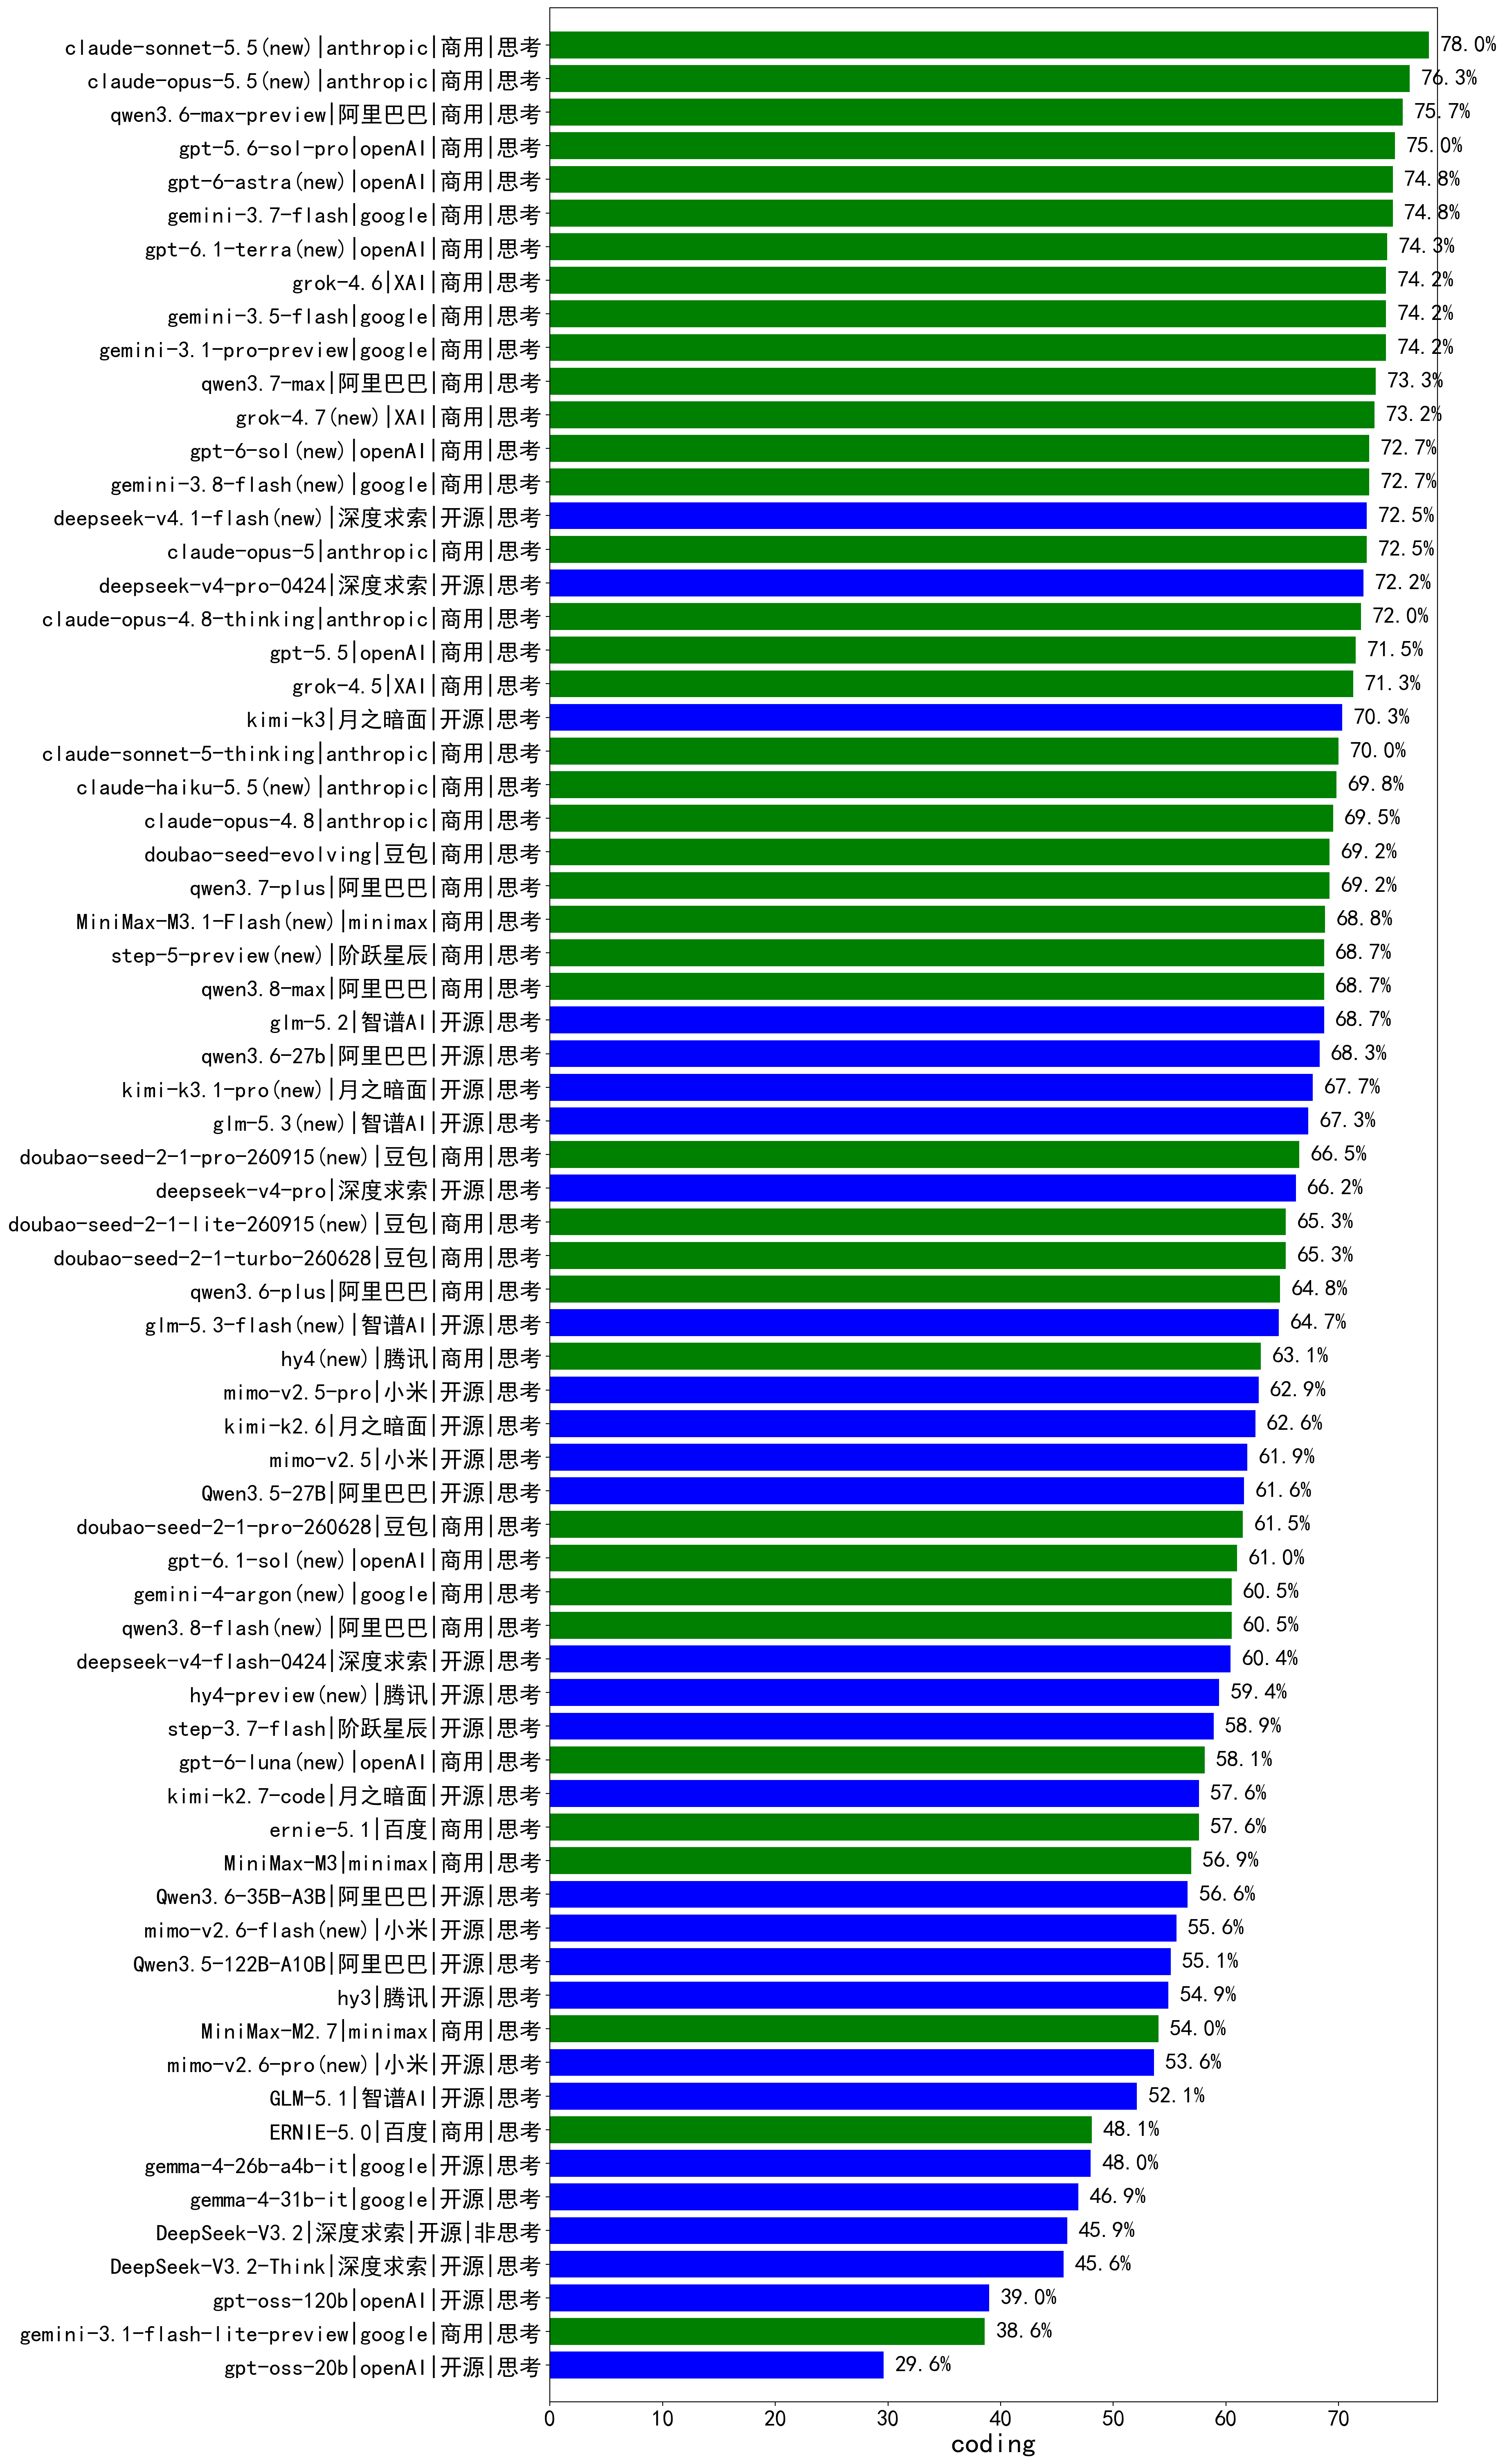 claude-sonnet-5.5(new)|anthropic|商用|思考 78.0%
claude-opus-5.5(new)|anthropic|商用|思考 76.3%
qwen3.6-max-preview|阿里巴巴|商用|思考 75.7%
gpt-5.6-sol-pro|openAI|商用|思考 75.0%
gpt-6-astra(new)|openAI|商用|思考 74.8%
gemini-3.7-flash|google|商用|思考 74.8%
gpt-6.1-terra(new)|openAI|商用|思考 74.3%
grok-4.6|XAI|商用|思考 74.2%
gemini-3.5-flash|google|商用|思考 74.2%
gemini-3.1-pro-preview|google|商用|思考 74.2%
qwen3.7-max|阿里巴巴|商用|思考 73.3%
grok-4.7(new)|XAI|商用|思考 73.2%
gpt-6-sol(new)|openAI|商用|思考 72.7%
gemini-3.8-flash(new)|google|商用|思考 72.7%
deepseek-v4.1-flash(new)|深度求索|开源|思考 72.5%
claude-opus-5|anthropic|商用|思考 72.5%
deepseek-v4-pro-0424|深度求索|开源|思考 72.2%
claude-opus-4.8-thinking|anthropic|商用|思考 72.0%
gpt-5.5|openAI|商用|思考 71.5%
grok-4.5|XAI|商用|思考 71.3%
kimi-k3|月之暗面|开源|思考 70.3%
claude-sonnet-5-thinking|anthropic|商用|思考 70.0%
claude-haiku-5.5(new)|anthropic|商用|思考 69.8%
claude-opus-4.8|anthropic|商用|思考 69.5%
doubao-seed-evolving|豆包|商用|思考 69.2%
qwen3.7-plus|阿里巴巴|商用|思考 69.2%
MiniMax-M3.1-Flash(new)|minimax|商用|思考 68.8%
step-5-preview(new)|阶跃星辰|商用|思考 68.7%
qwen3.8-max|阿里巴巴|商用|思考 68.7%
glm-5.2|智谱AI|开源|思考 68.7%
qwen3.6-27b|阿里巴巴|开源|思考 68.3%
kimi-k3.1-pro(new)|月之暗面|开源|思考 67.7%
glm-5.3(new)|智谱AI|开源|思考 67.3%
doubao-seed-2-1-pro-260915(new)|豆包|商用|思考 66.5%
deepseek-v4-pro|深度求索|开源|思考 66.2%
doubao-seed-2-1-lite-260915(new)|豆包|商用|思考 65.3%
doubao-seed-2-1-turbo-260628|豆包|商用|思考 65.3%
qwen3.6-plus|阿里巴巴|商用|思考 64.8%
glm-5.3-flash(new)|智谱AI|开源|思考 64.7%
hy4(new)|腾讯|商用|思考 63.1%
mimo-v2.5-pro|小米|开源|思考 62.9%
kimi-k2.6|月之暗面|开源|思考 62.6%
mimo-v2.5|小米|开源|思考 61.9%
Qwen3.5-27B|阿里巴巴|开源|思考 61.6%
doubao-seed-2-1-pro-260628|豆包|商用|思考 61.5%
gpt-6.1-sol(new)|openAI|商用|思考 61.0%
gemini-4-argon(new)|google|商用|思考 60.5%
qwen3.8-flash(new)|阿里巴巴|商用|思考 60.5%
deepseek-v4-flash-0424|深度求索|开源|思考 60.4%
hy4-preview(new)|腾讯|开源|思考 59.4%
step-3.7-flash|阶跃星辰|开源|思考 58.9%
gpt-6-luna(new)|openAI|商用|思考 58.1%
kimi-k2.7-code|月之暗面|开源|思考 57.6%
ernie-5.1|百度|商用|思考 57.6%
MiniMax-M3|minimax|商用|思考 56.9%
Qwen3.6-35B-A3B|阿里巴巴|开源|思考 56.6%
mimo-v2.6-flash(new)|小米|开源|思考 55.6%
Qwen3.5-122B-A10B|阿里巴巴|开源|思考 55.1%
hy3|腾讯|开源|思考 54.9%
MiniMax-M2.7|minimax|商用|思考 54.0%
mimo-v2.6-pro(new)|小米|开源|思考 53.6%
GLM-5.1|智谱AI|开源|思考 52.1%
ERNIE-5.0|百度|商用|思考 48.1%
gemma-4-26b-a4b-it|google|开源|思考 48.0%
gemma-4-31b-it|google|开源|思考 46.9%
DeepSeek-V3.2|深度求索|开源|非思考 45.9%
DeepSeek-V3.2-Think|深度求索|开源|思考 45.6%
gpt-oss-120b|openAI|开源|思考 39.0%
gemini-3.1-flash-lite-preview|google|商用|思考 38.6%
gpt-oss-20b|openAI|开源|思考 29.6%
0 10 20 30 40 50 60 70
coding